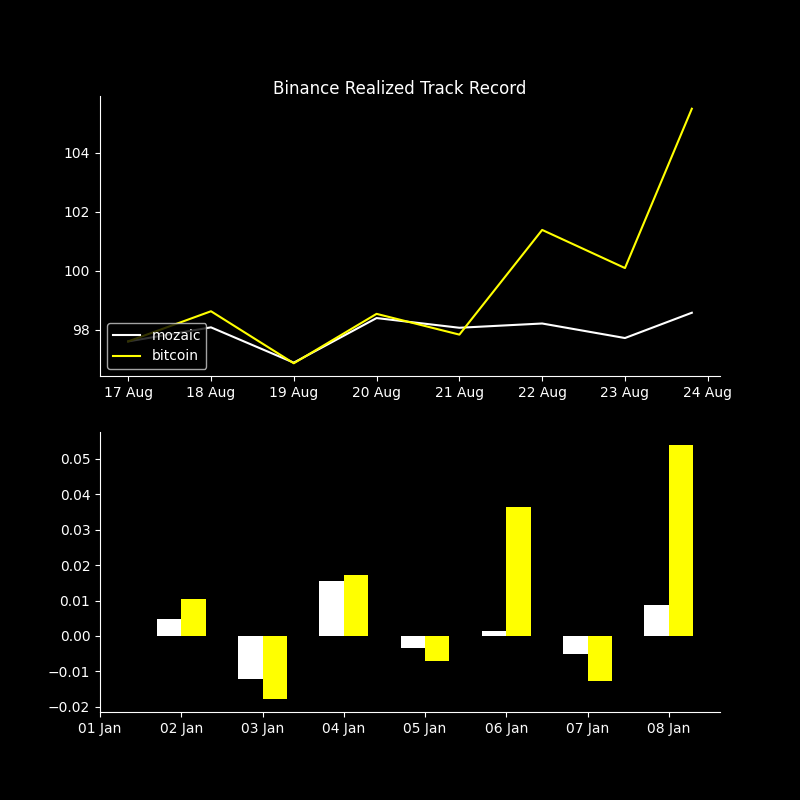 Binance Realized Track Record
104
102
100
98
mozaic
bitcoin
17 Aug 18 Aug 19 Aug 20 Aug 21 Aug 22 Aug 23 Aug 24 Aug
0.05
0.04
0.03
0.02
0.01
0.00
−0.01
−0.02
01 Jan 02 Jan 03 Jan 04 Jan 05 Jan 06 Jan 07 Jan 08 Jan